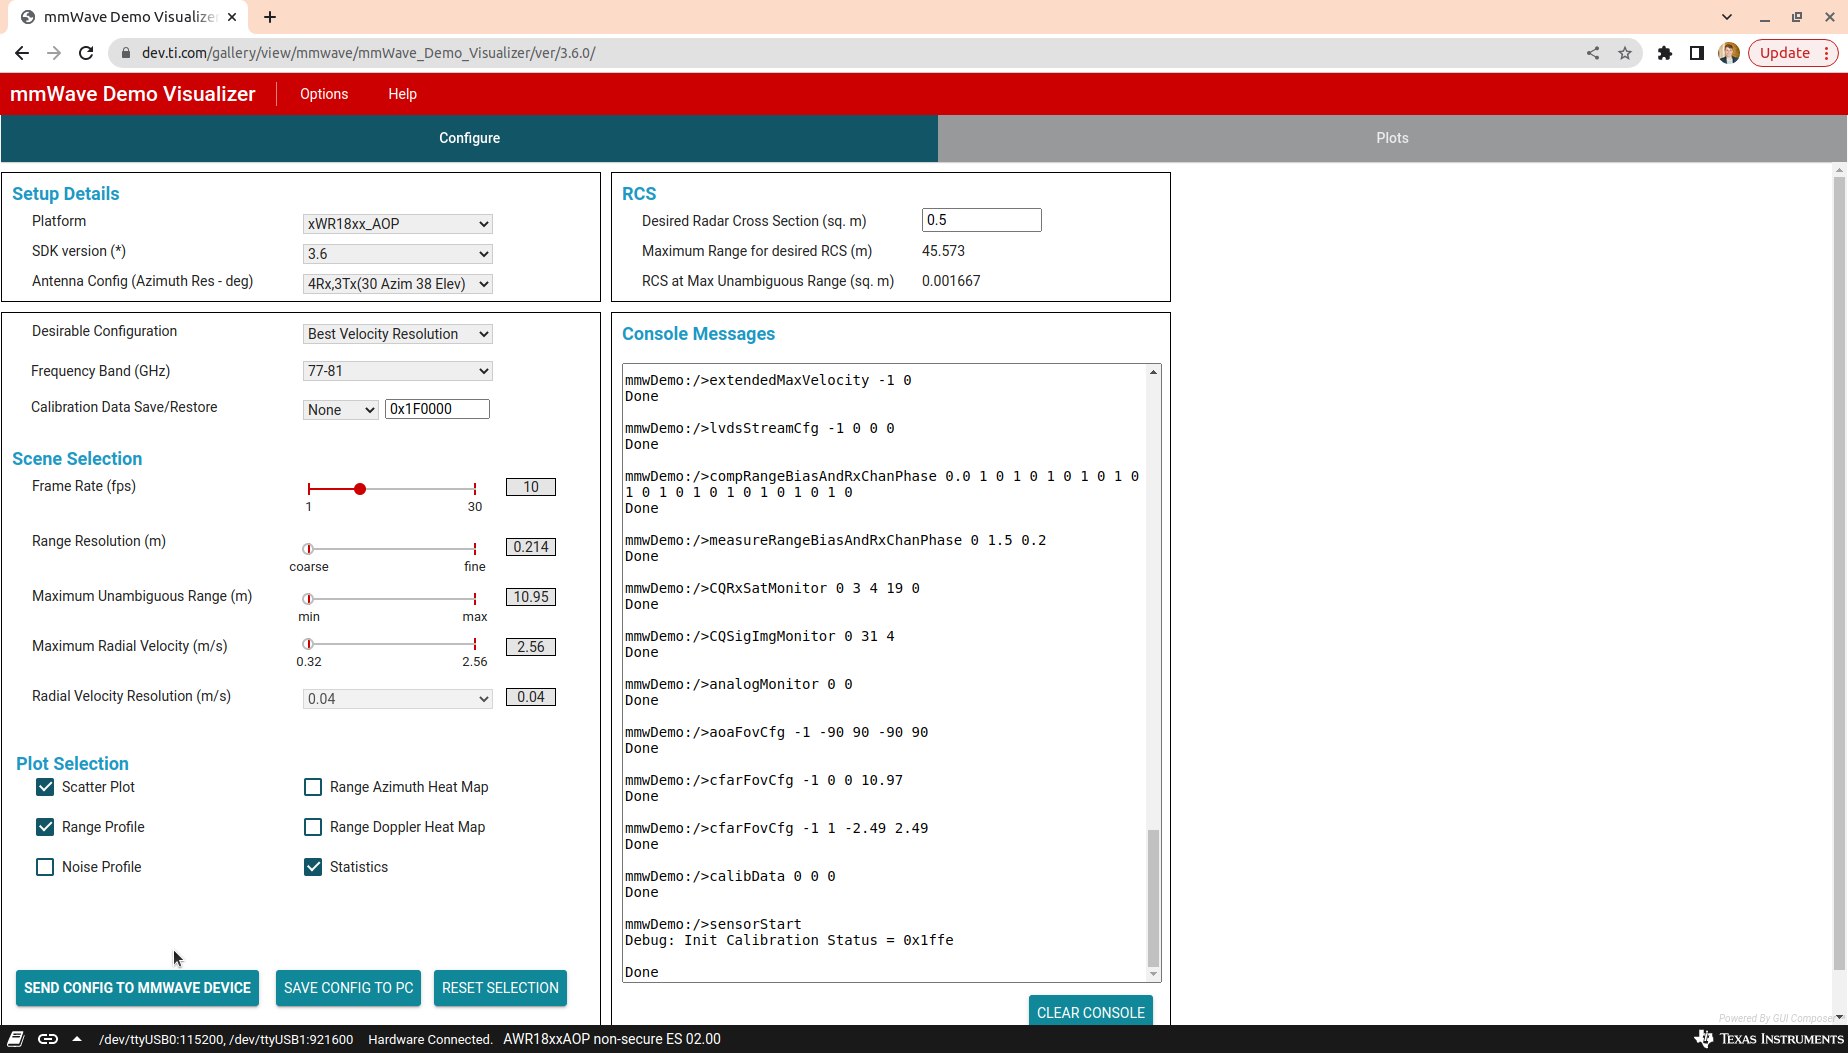 mmWave Demo Visualize
dev.ti.com/gallery/view/mmwave/mmWave_Demo_Visualizer/ver/3.6.0/
Update
mmWave Demo Visualizer
Options
Help
Configure
Plots
Setup Details
Platform
xWR18xx_AOP
SDK version (*)
3.6
Antenna Config (Azimuth Res - deg)
4Rx,3Tx(30 Azim 38 Elev)
RCS
Desired Radar Cross Section (sq. m)
0.5
Maximum Range for desired RCS (m)
45.573
RCS at Max Unambiguous Range (sq. m)
0.001667
Desirable Configuration
Best Velocity Resolution
Frequency Band (GHz)
77-81
Calibration Data Save/Restore
None
0x1F0000
Scene Selection
Frame Rate (fps)
10
1
30
Range Resolution (m)
0.214
coarse
fine
Maximum Unambiguous Range (m)
10.95
min
max
Maximum Radial Velocity (m/s)
2.56
0.32
2.56
Radial Velocity Resolution (m/s)
0.04
0.04
Plot Selection
Scatter Plot
Range Azimuth Heat Map
Range Profile
Range Doppler Heat Map
Noise Profile
Statistics
SEND CONFIG TO MMWAVE DEVICE
SAVE CONFIG TO PC
RESET SELECTION
Console Messages
mmwDemo:/>extendedMaxVelocity -1 0
Done
mmwDemo:/>lvdsStreamCfg -1 0 0 0
Done
mmwDemo:/>compRangeBiasAndRxChanPhase 0.0 1 0 1 0 1 0 1 0 1 0
1 0 1 0 1 0 1 0 1 0 1 0 1 0
Done
mmwDemo:/>measureRangeBiasAndRxChanPhase 0 1.5 0.2
Done
mmwDemo:/>CQRxSatMonitor 0 3 4 19 0
Done
mmwDemo:/>CQSigImgMonitor 0 31 4
Done
mmwDemo:/>analogMonitor 0 0
Done
mmwDemo:/>aoaFovCfg -1 -90 90 -90 90
Done
mmwDemo:/>cfarFovCfg -1 0 0 10.97
Done
mmwDemo:/>cfarFovCfg -1 1 -2.49 2.49
Done
mmwDemo:/>calibData 0 0 0
Done
mmwDemo:/>sensorStart
Debug: Init Calibration Status = 0x1ffe
Done
CLEAR CONSOLE
Powered By GUI Composer
/dev/ttyUSB0:115200, /dev/ttyUSB1:921600
Hardware Connected.
AWR18xxAOP non-secure ES 02.00
TEXAS INSTRUMENTS